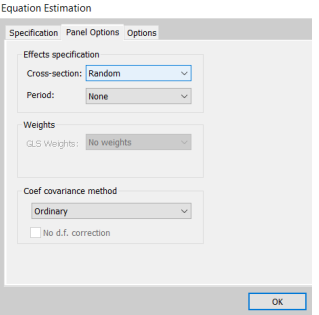 Equation Estimation
Specification Panel Options Options
Effects specification
Cross-section: Random
Period: None
Weights
GLS Weights: No weights
Coef covariance method
Ordinary
No d.f. correction
OK